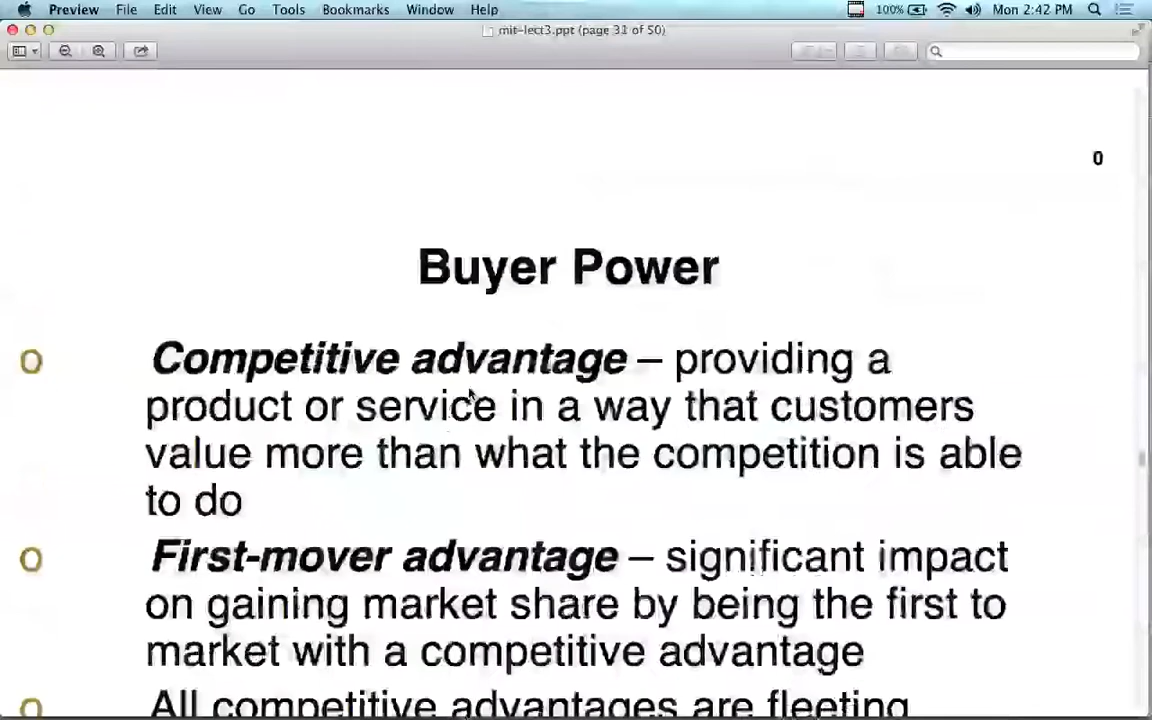 Preview File Edit View Go Tools Bookmarks Window Help 100% Mon 2:42 PM
mit-lect3.ppt (page 31 of 50)
0
Buyer Power
o Competitive advantage – providing a
product or service in a way that customers
value more than what the competition is able
to do
o First-mover advantage – significant impact
on gaining market share by being the first to
market with a competitive advantage
o All competitive advantages are fleeting